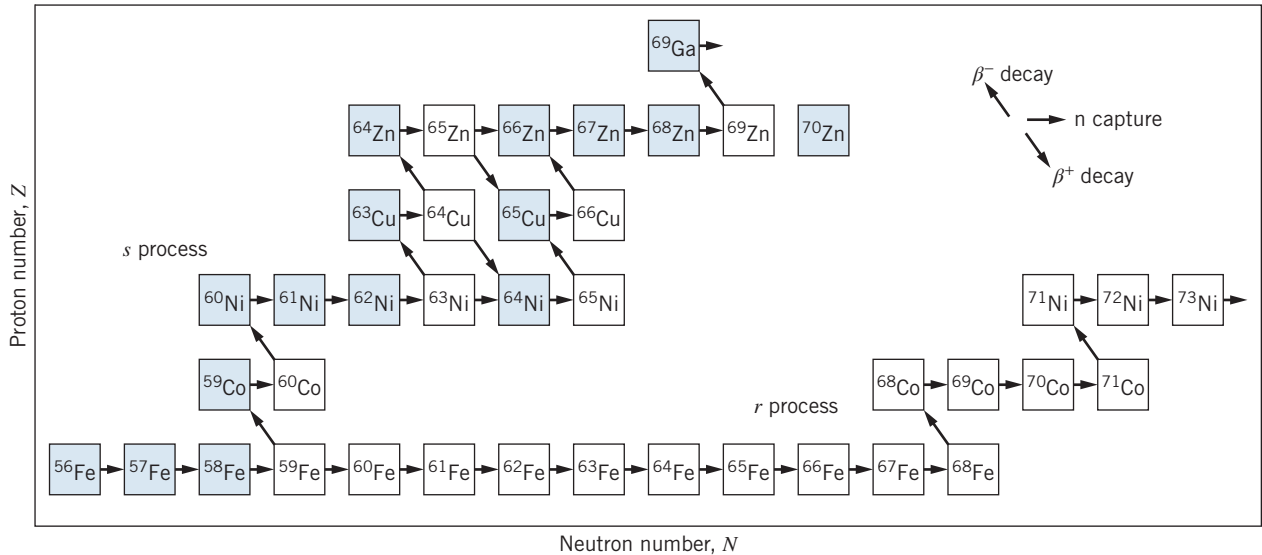 ⁶⁹Ga
β⁻ decay
n capture
β⁺ decay
⁶⁴Zn ⁶⁵Zn ⁶⁶Zn ⁶⁷Zn ⁶⁸Zn ⁶⁹Zn ⁷⁰Zn
⁶³Cu ⁶⁴Cu ⁶⁵Cu ⁶⁶Cu
s process
⁶⁰Ni ⁶¹Ni ⁶²Ni ⁶³Ni ⁶⁴Ni ⁶⁵Ni ⁷¹Ni ⁷²Ni ⁷³Ni
⁵⁹Co ⁶⁰Co ⁶⁸Co ⁶⁹Co ⁷⁰Co ⁷¹Co
r process
⁵⁶Fe ⁵⁷Fe ⁵⁸Fe ⁵⁹Fe ⁶⁰Fe ⁶¹Fe ⁶²Fe ⁶³Fe ⁶⁴Fe ⁶⁵Fe ⁶⁶Fe ⁶⁷Fe ⁶⁸Fe
Proton number, Z
Neutron number, N